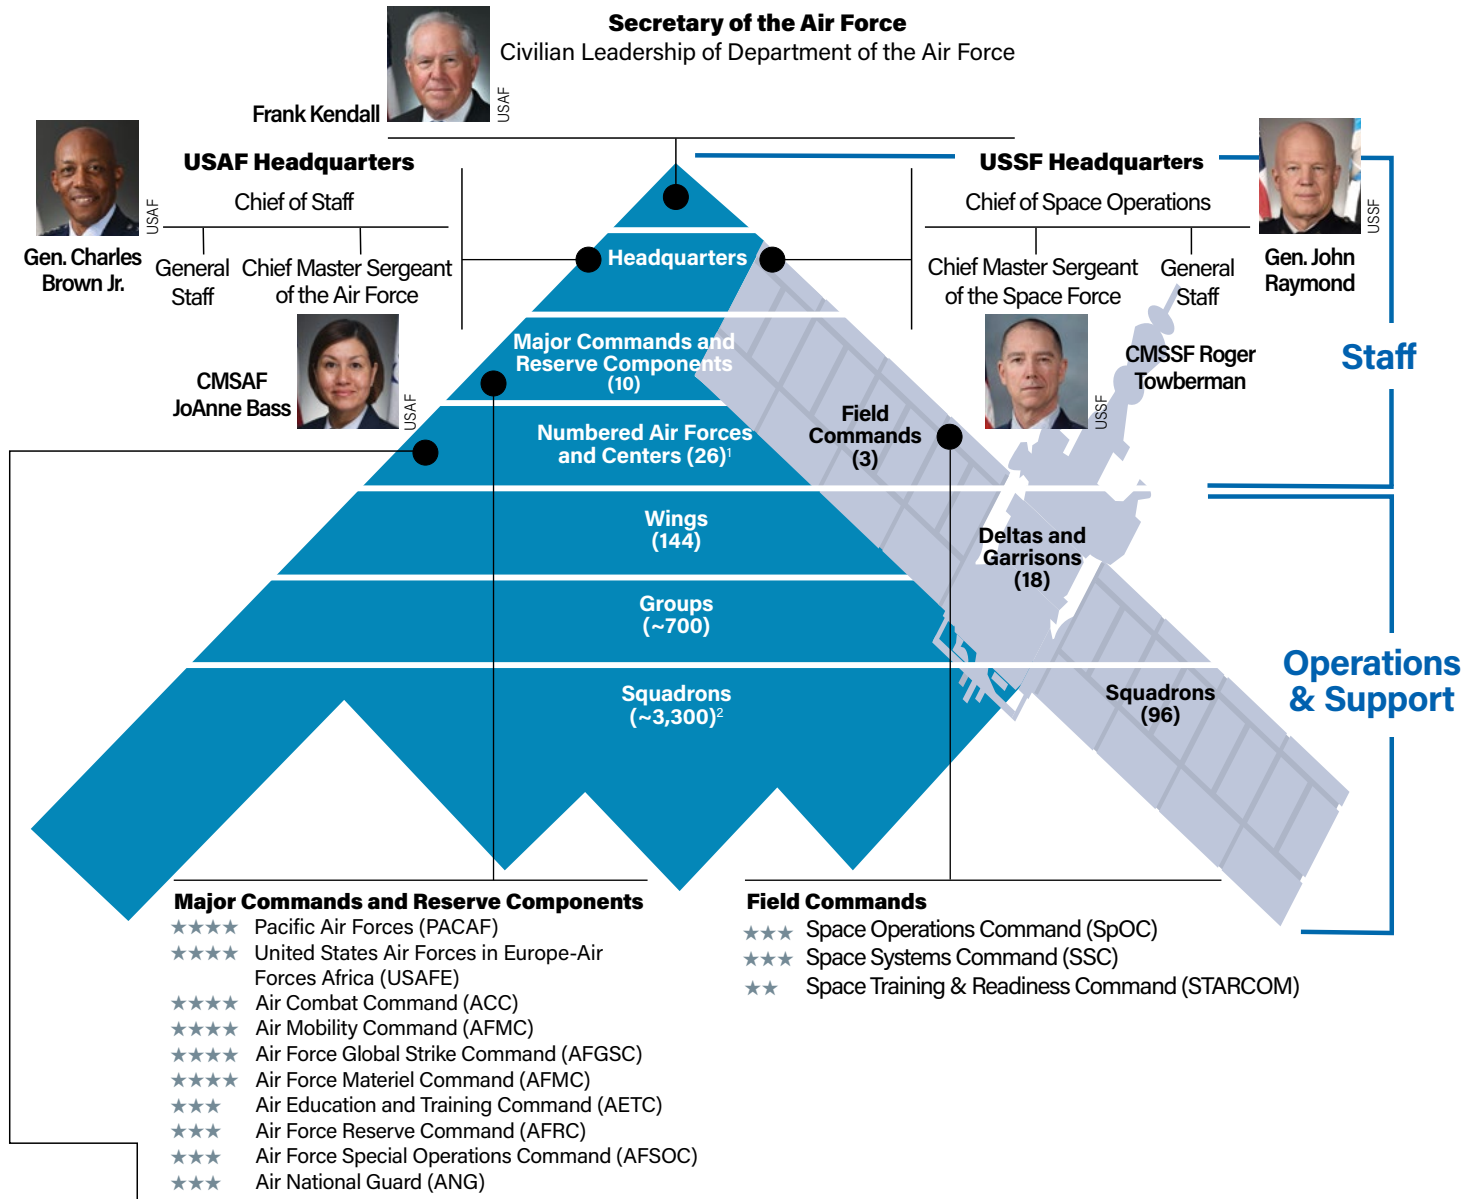 Secretary of the Air Force
Civilian Leadership of Department of the Air Force
Frank Kendall
USAF
USAF Headquarters
Chief of Staff
USAF
Gen. Charles
Brown Jr.
General
Staff
Chief Master Sergeant
of the Air Force
CMSAF
JoAnne Bass
USAF
USSF Headquarters
Chief of Space Operations
USSF
Gen. John
Raymond
Chief Master Sergeant
of the Space Force
General
Staff
CMSSF Roger
Towberman
USSF
Headquarters
Major Commands and
Reserve Components
(10)
Numbered Air Forces
and Centers (26)¹
Field
Commands
(3)
Wings
(144)
Deltas and
Garrisons
(18)
Groups
(~700)
Squadrons
(~3,300)²
Squadrons
(96)
Staff
Operations
& Support
Major Commands and Reserve Components
★★★★ Pacific Air Forces (PACAF)
★★★★ United States Air Forces in Europe-Air
Forces Africa (USAFE)
★★★★ Air Combat Command (ACC)
★★★★ Air Mobility Command (AFMC)
★★★★ Air Force Global Strike Command (AFGSC)
★★★★ Air Force Materiel Command (AFMC)
★★★ Air Education and Training Command (AETC)
★★★ Air Force Reserve Command (AFRC)
★★★ Air Force Special Operations Command (AFSOC)
★★★ Air National Guard (ANG)
Field Commands
★★★ Space Operations Command (SpOC)
★★★ Space Systems Command (SSC)
★★ Space Training & Readiness Command (STARCOM)